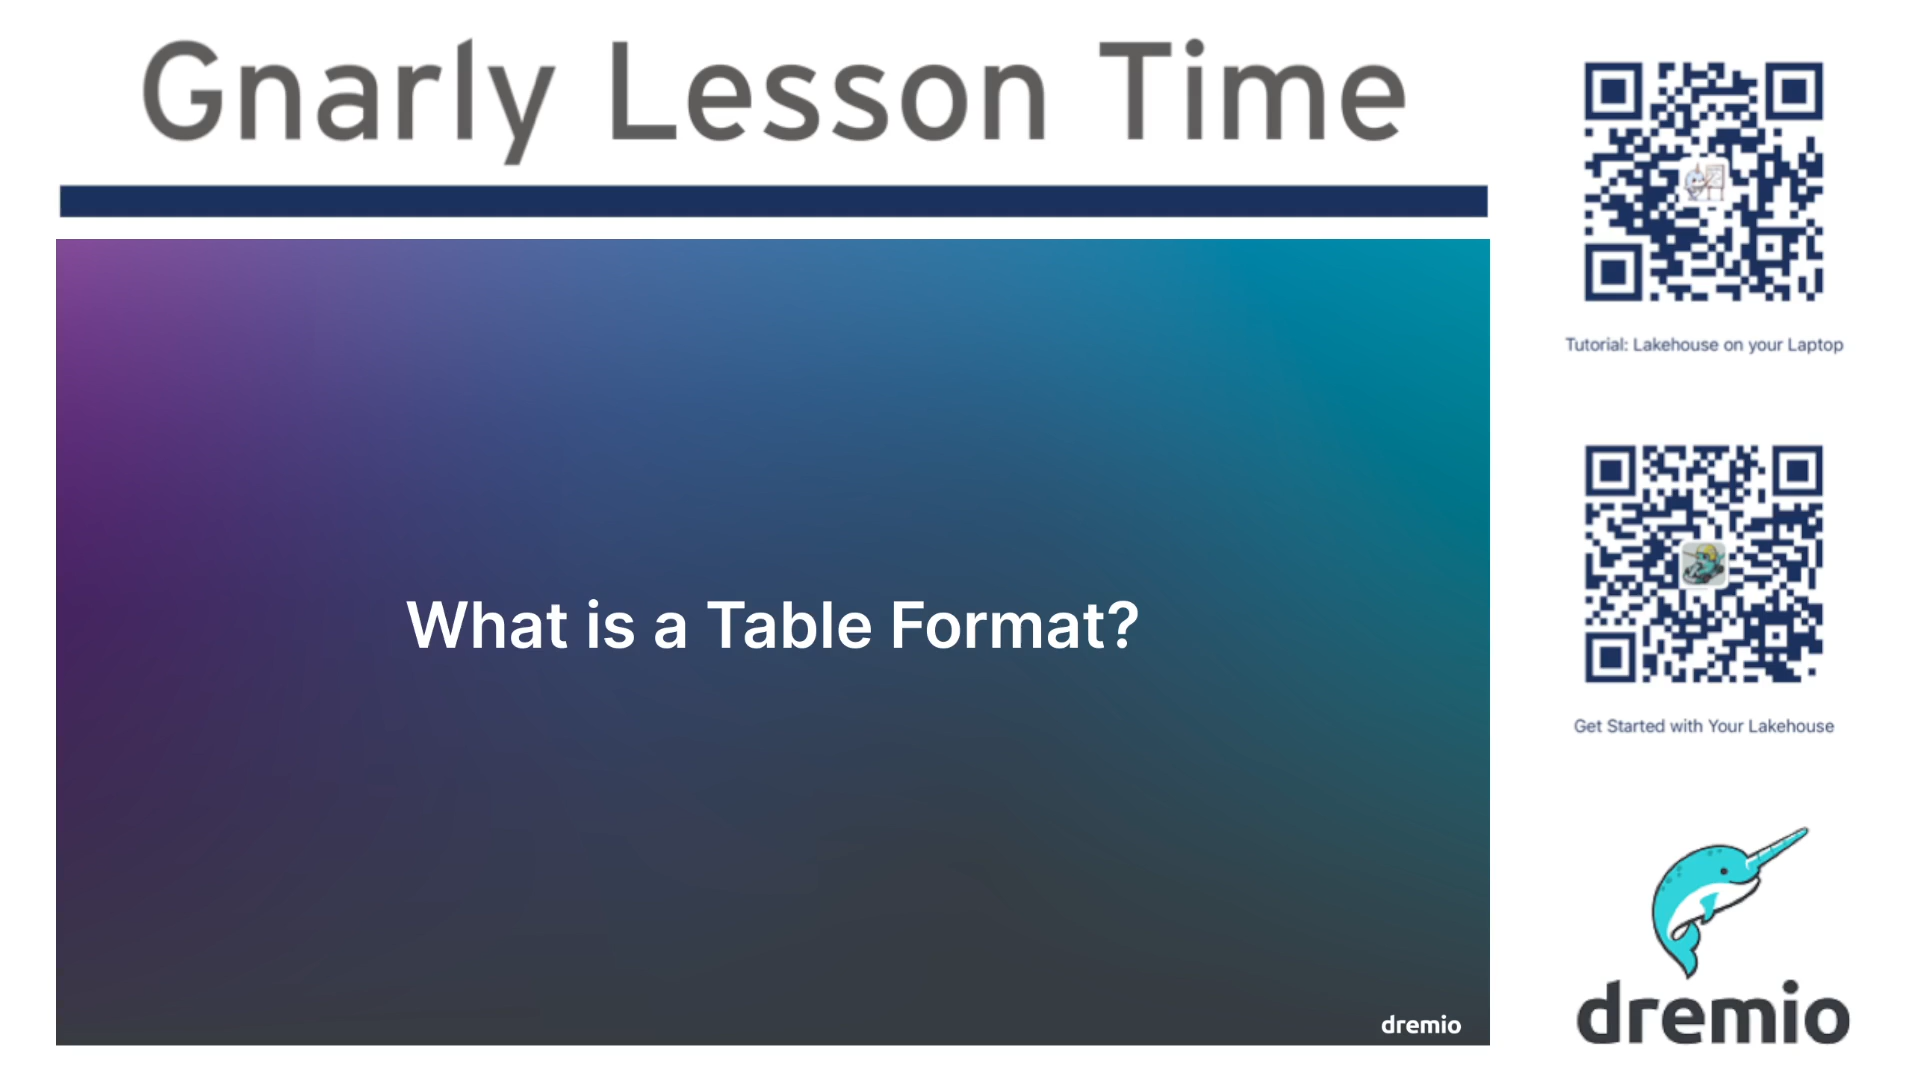 Gnarly Lesson Time
What is a Table Format?
dremio
Tutorial: Lakehouse on your Laptop
Get Started with Your Lakehouse
dremio